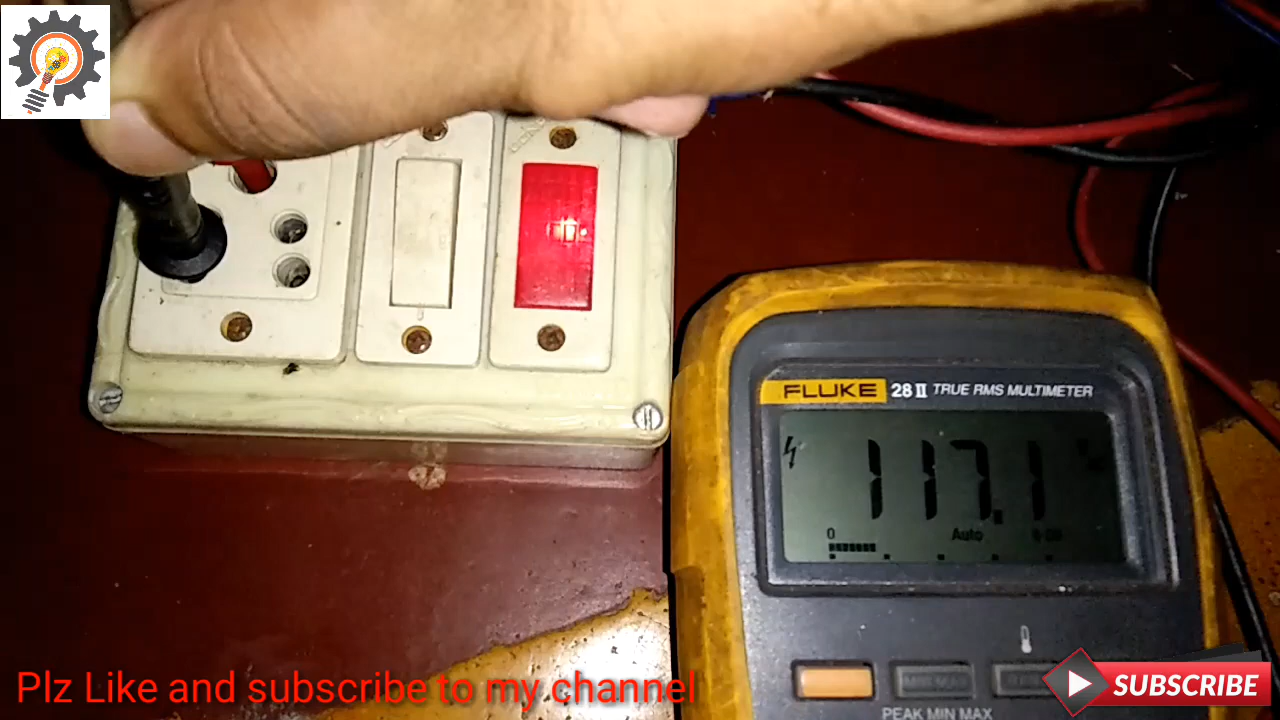 FLUKE 28 II TRUE RMS MULTIMETER
117.1
0
Auto
PEAK MIN MAX
Plz Like and subscribe to my channel
SUBSCRIBE